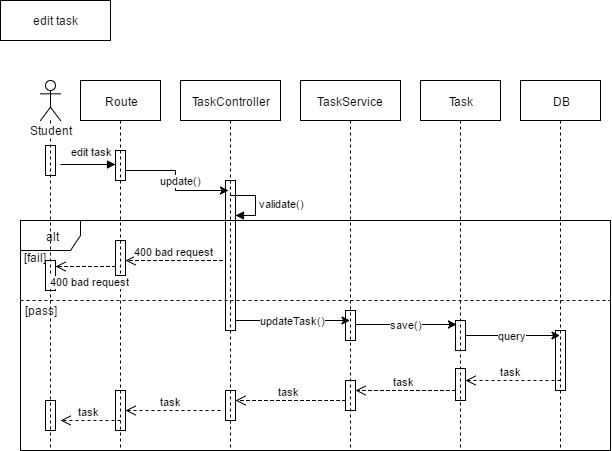 edit task
Route
TaskController
TaskService
Task
DB
Student
edit task
update()
validate()
alt
[fail]
400 bad request
400 bad request
[pass]
updateTask()
save()
query
task
task
task
task
task